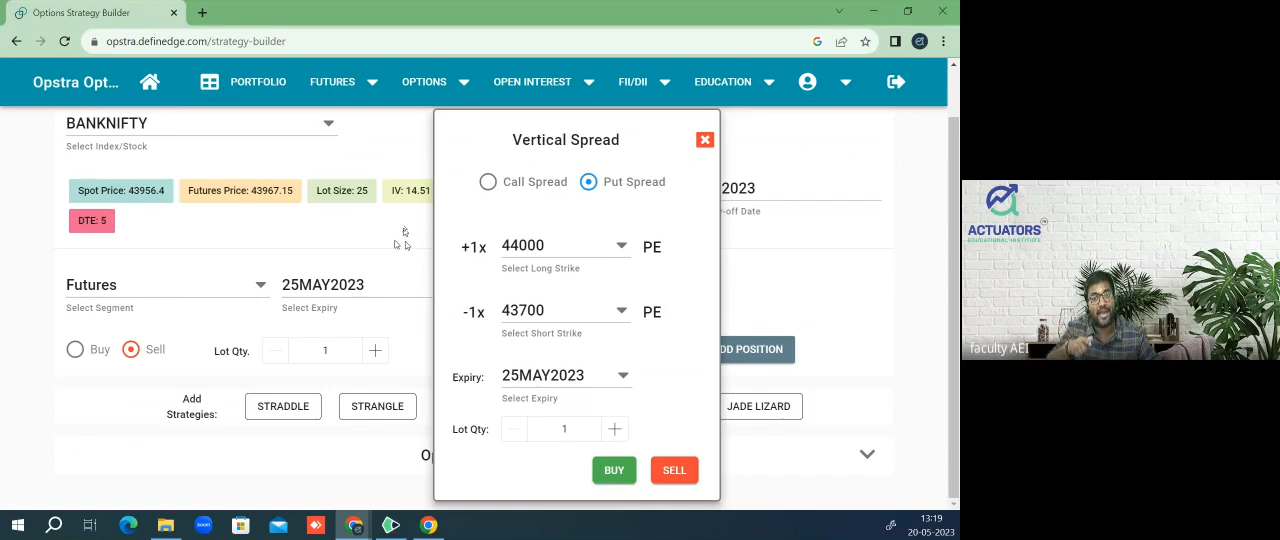 Options Strategy Builder
opstra.definedge.com/strategy-builder
Opstra Opt...
PORTFOLIO
FUTURES
OPTIONS
OPEN INTEREST
FII/DII
EDUCATION
BANKNIFTY
Select Index/Stock
Spot Price: 43956.4
Futures Price: 43967.15
Lot Size: 25
IV: 14.51
DTE: 5
2023
-off Date
Futures
Select Segment
25MAY2023
Select Expiry
Buy
Sell
Lot Qty.
1
DD POSITION
Add
Strategies:
STRADDLE
STRANGLE
JADE LIZARD
Op
Vertical Spread
Call Spread
Put Spread
+1x 44000 PE
Select Long Strike
-1x 43700 PE
Select Short Strike
Expiry: 25MAY2023
Select Expiry
Lot Qty: 1
BUY
SELL
ACTUATORS
EDUCATIONAL INSTITUTE
faculty AEI
zoom
13:19
20-05-2023